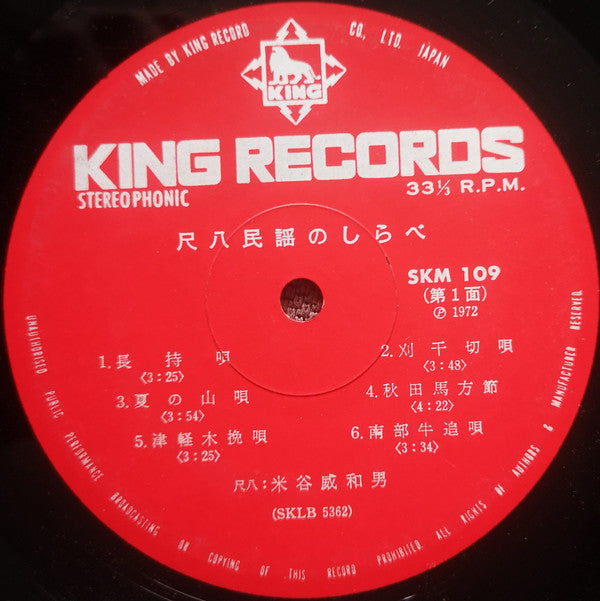 MADE BY KING RECORD CO., LTD. JAPAN
KING
KING RECORDS
STEREOPHONIC
33⅓ R.P.M.
尺八民謡のしらべ
SKM 109
(第1面)
Ⓟ 1972
1.長持唄
〈3:25〉
2.刈干切唄
〈3:48〉
3.夏の山唄
〈3:54〉
4.秋田馬方節
〈4:22〉
5.津軽木挽唄
〈3:25〉
6.南部牛追唄
〈3:34〉
尺八:米谷威和男
(SKLB 5362)
UNAUTHORISED PUBLIC PERFORMANCE BROADCASTING OR COPYING OF THIS RECORD PROHIBITED. ALL RIGHTS OF AUTHORS & MANUFACTURER RESERVED.